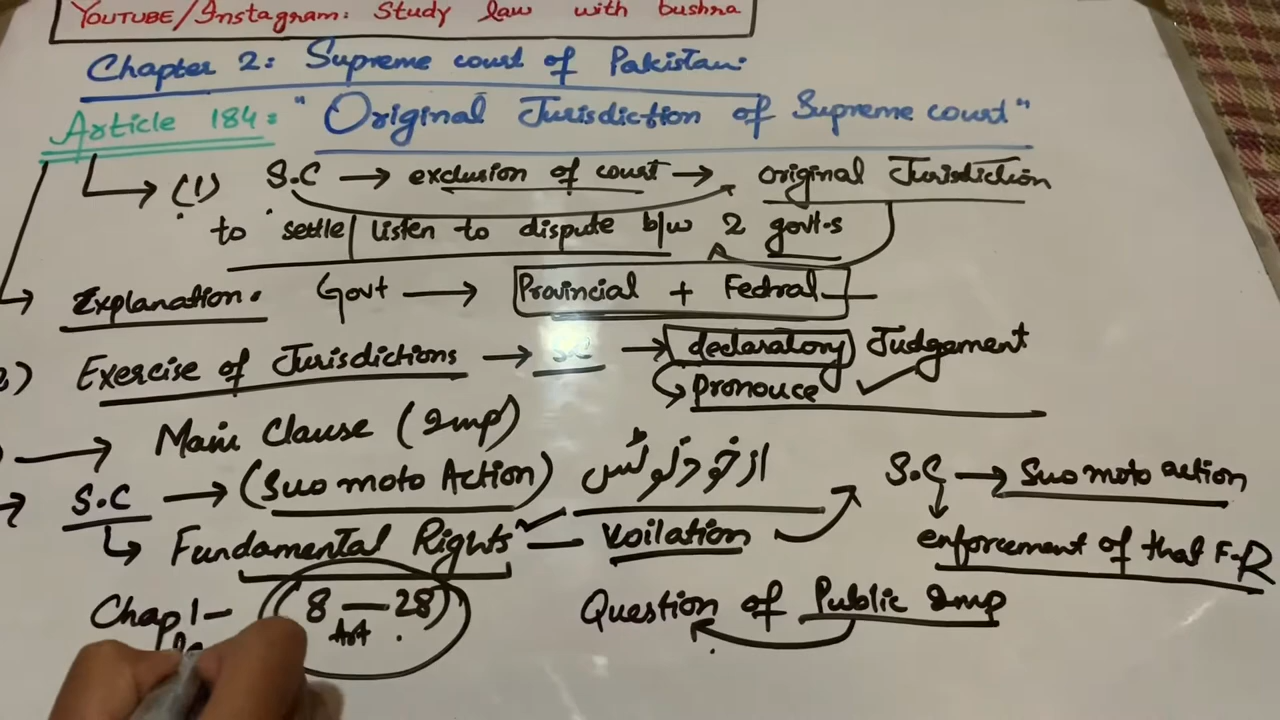 YOUTUBE/Instagram: Study law with bushra
Chapter 2: Supreme court of Pakistan.
Article 184: "Original Jurisdiction of Supreme court"
(1) S.C → exclusion of court → original Jurisdiction
to settle/listen to dispute b/w 2 govt-s
Explanation. Govt → Provincial + Fedral
Exercise of Jurisdictions → S.C → declaratory Judgement
pronouce
→ Main Clause (Imp)
S.C → (Suo moto Action) ازخود نوٹس S.C → Suo moto action
Fundamental Rights — Voilation enforcement of that F-R
Chap 1- (8 — 28) Question of Public Imp
Art